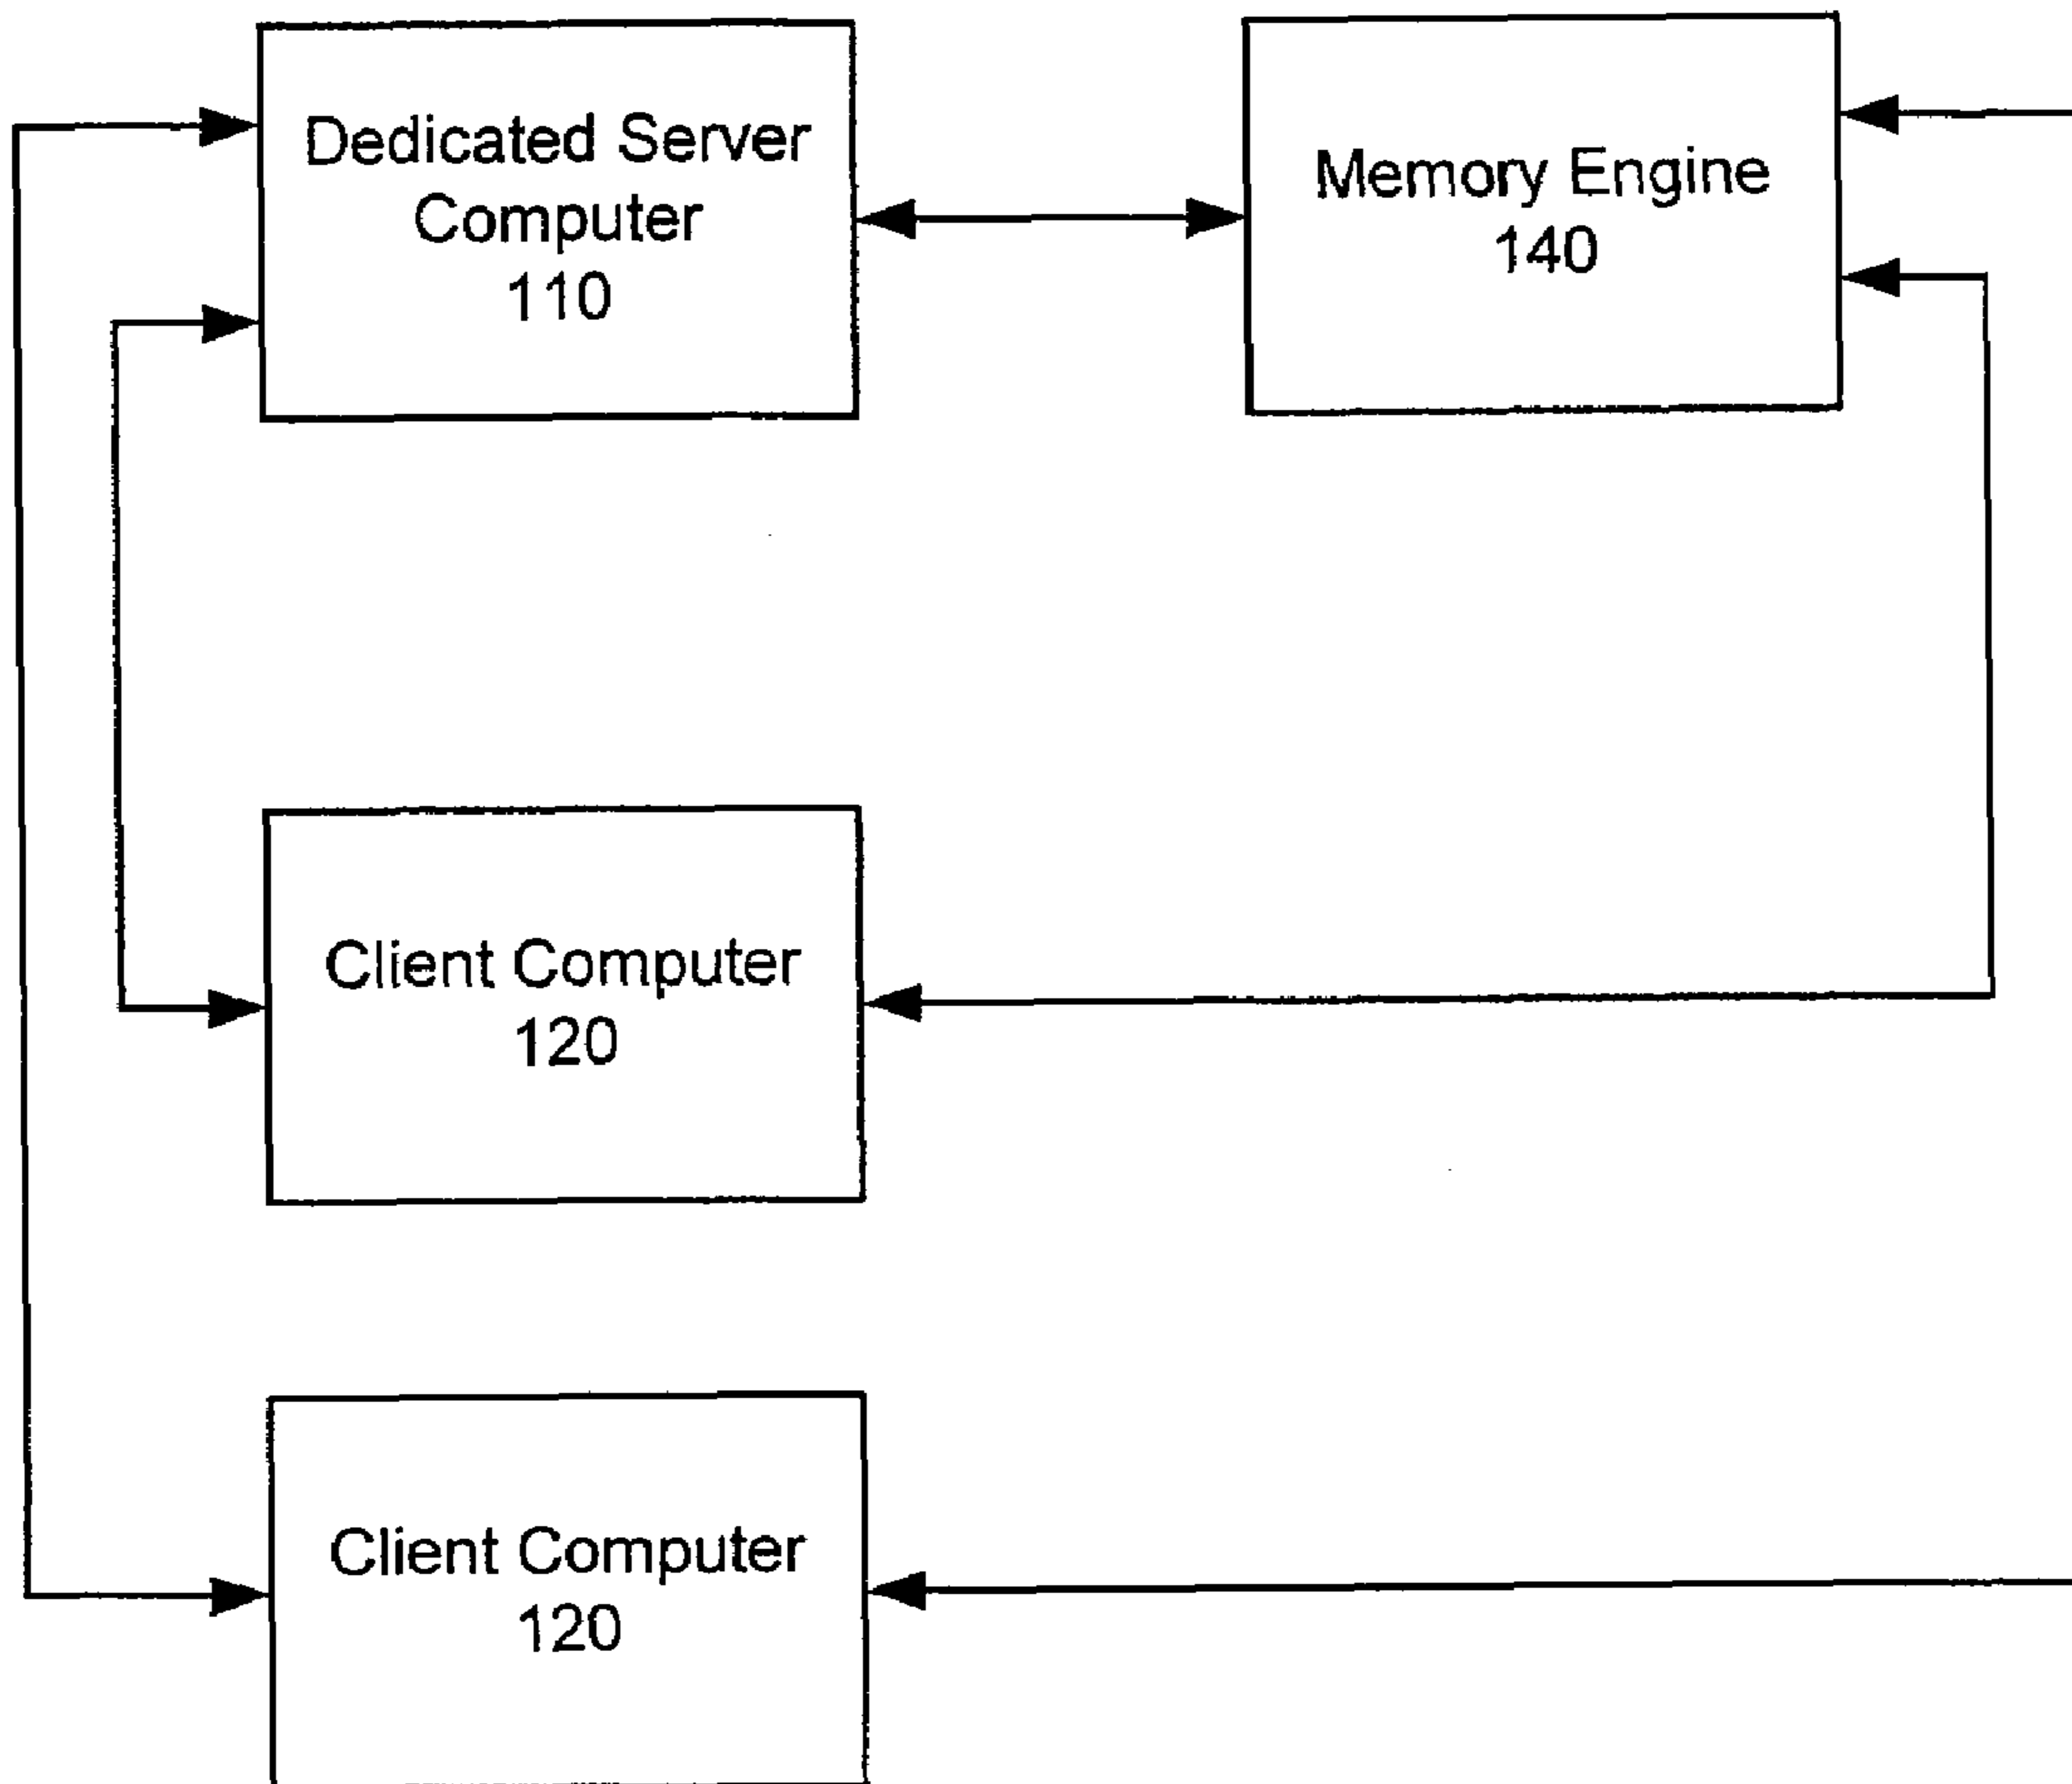 Dedicated Server
Computer
110
Memory Engine
140
Client Computer
120
Client Computer
120